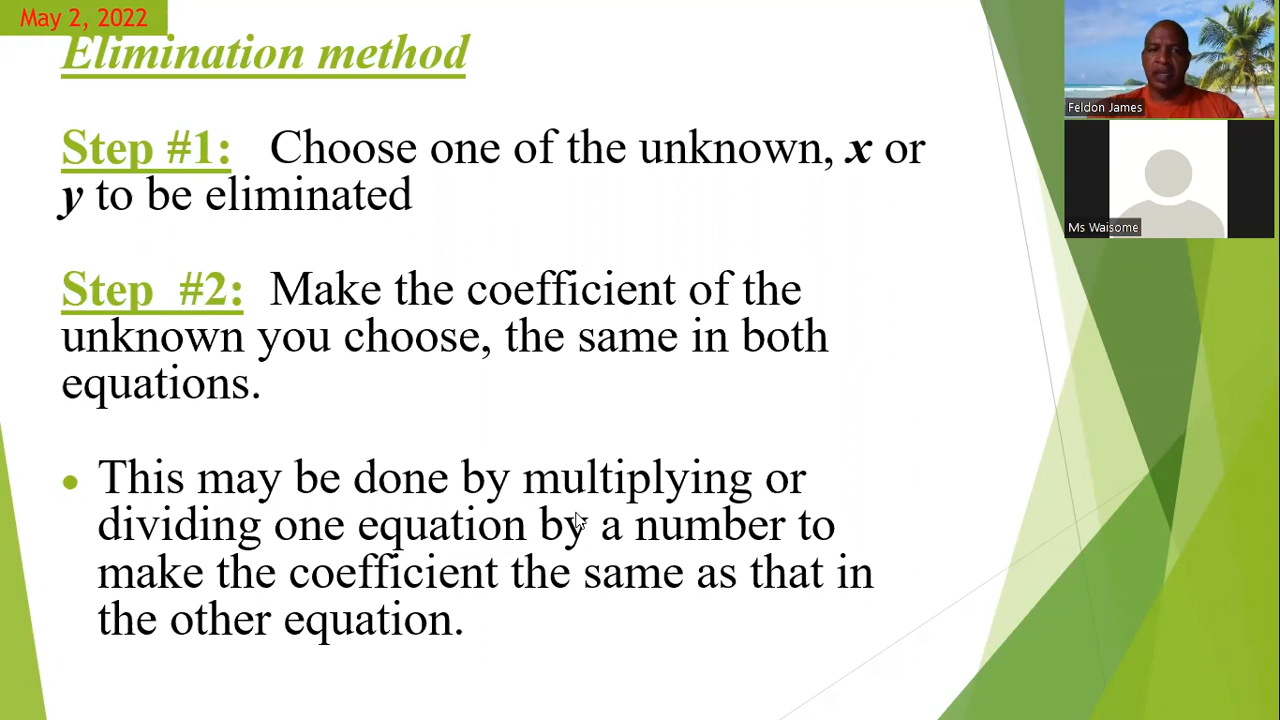 May 2, 2022
Elimination method
Step #1: Choose one of the unknown, x or
y to be eliminated
Step #2: Make the coefficient of the
unknown you choose, the same in both
equations.
• This may be done by multiplying or
dividing one equation by a number to
make the coefficient the same as that in
the other equation.
Feldon James
Ms Waisome